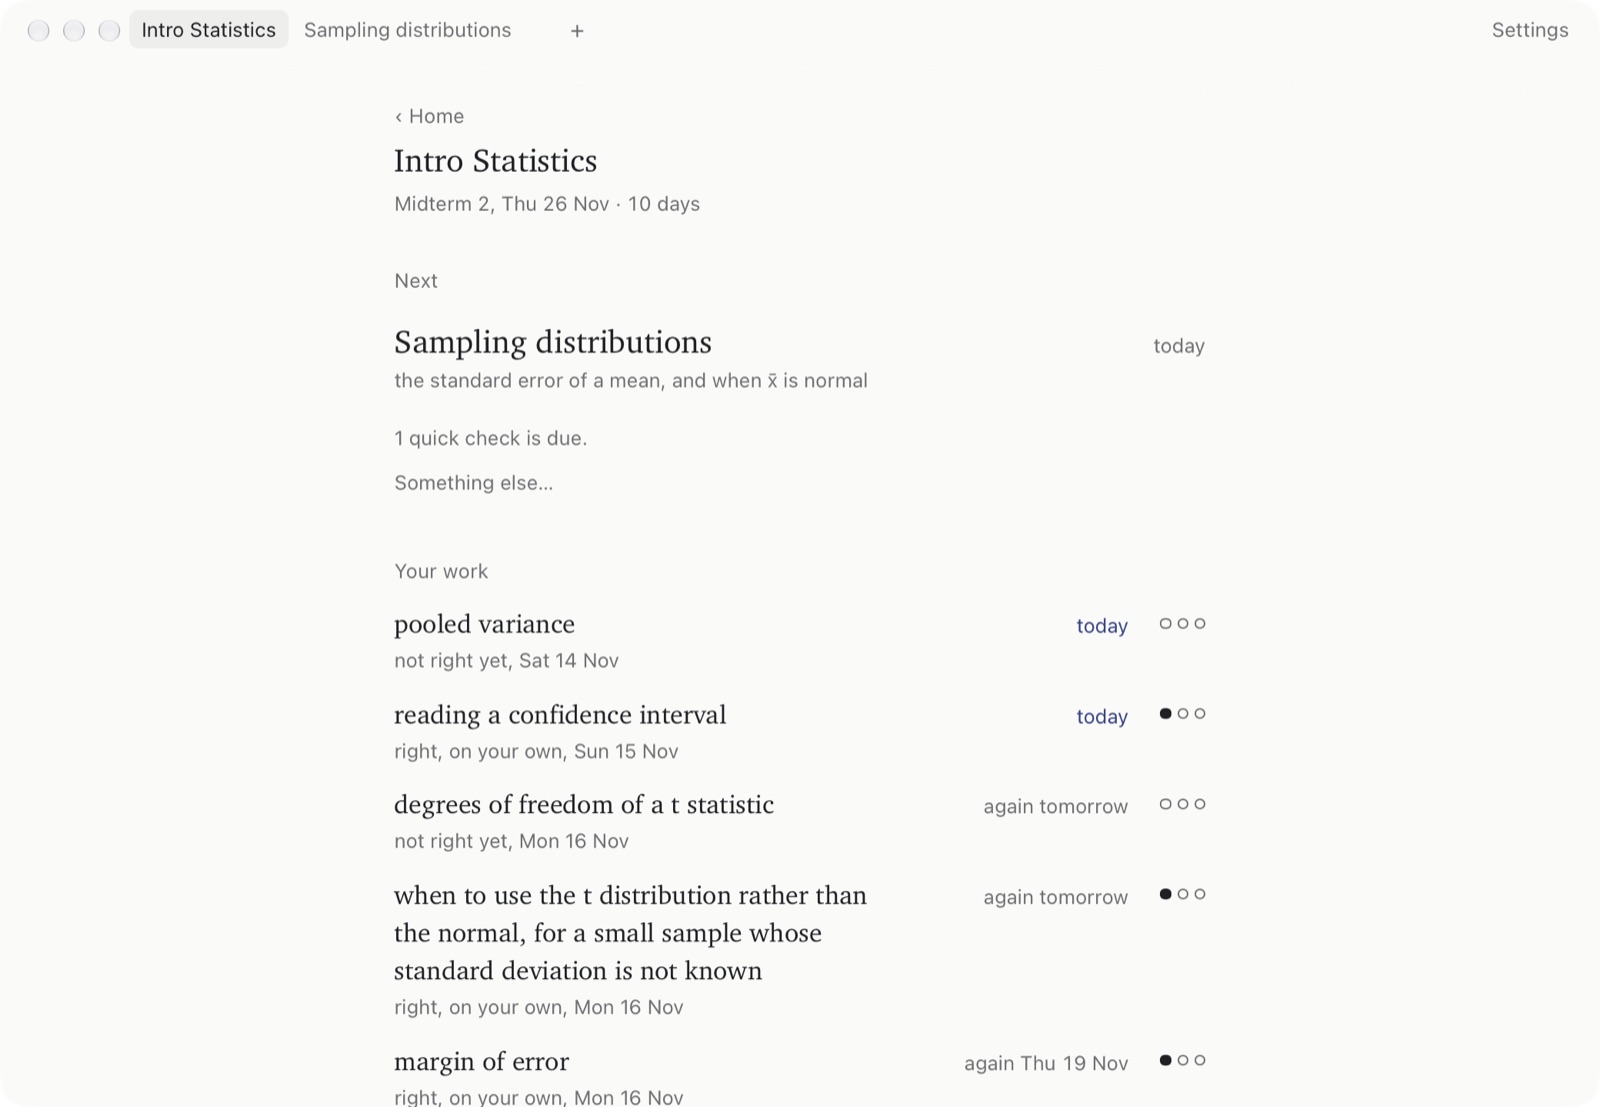 Intro Statistics
Sampling distributions
+
Settings
‹ Home
Intro Statistics
Midterm 2, Thu 26 Nov · 10 days
Next
Sampling distributions
today
the standard error of a mean, and when x̄ is normal
1 quick check is due.
Something else...
Your work
pooled variance
today
not right yet, Sat 14 Nov
reading a confidence interval
today
right, on your own, Sun 15 Nov
degrees of freedom of a t statistic
again tomorrow
not right yet, Mon 16 Nov
when to use the t distribution rather than
again tomorrow
the normal, for a small sample whose
standard deviation is not known
right, on your own, Mon 16 Nov
margin of error
again Thu 19 Nov
right, on your own, Mon 16 Nov